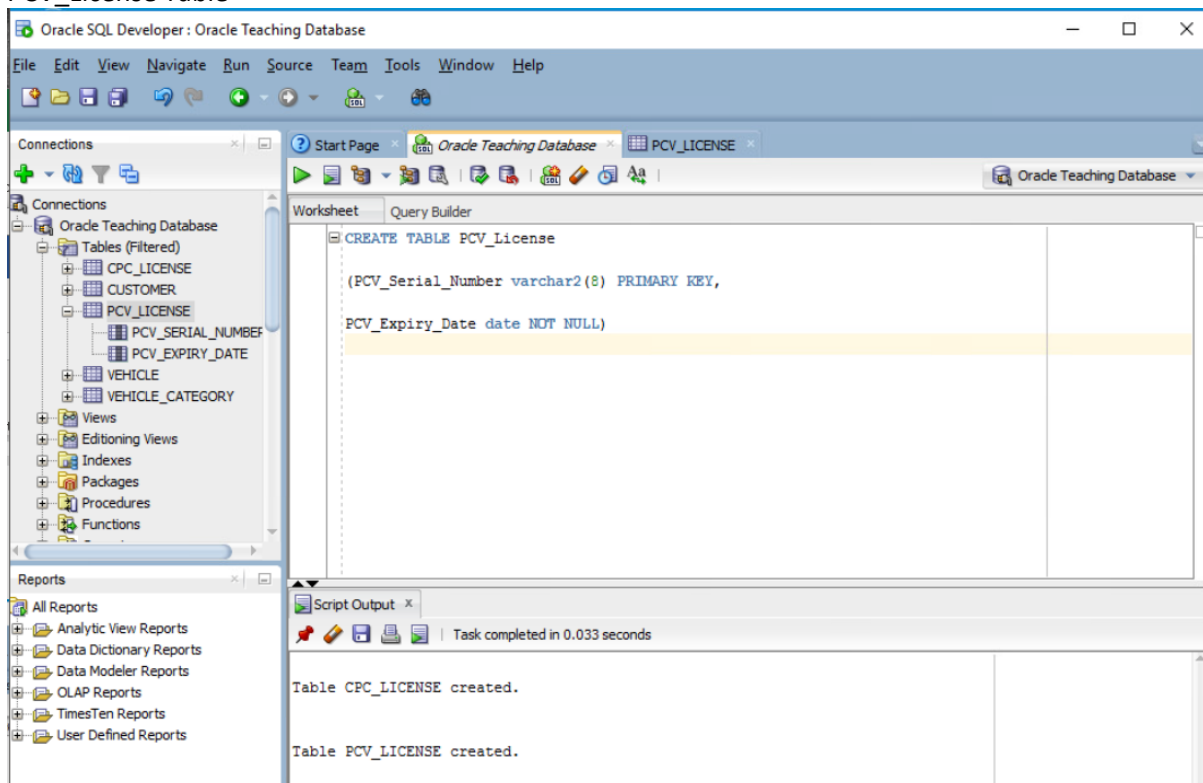 PCV_License Table
Oracle SQL Developer : Oracle Teaching Database
File Edit View Navigate Run Source Team Tools Window Help
Connections
Start Page
Oracle Teaching Database
PCV_LICENSE
Oracle Teaching Database
Connections
Oracle Teaching Database
Tables (Filtered)
CPC_LICENSE
CUSTOMER
PCV_LICENSE
PCV_SERIAL_NUMBER
PCV_EXPIRY_DATE
VEHICLE
VEHICLE_CATEGORY
Views
Editioning Views
Indexes
Packages
Procedures
Functions
Worksheet Query Builder
CREATE TABLE PCV_License
(PCV_Serial_Number varchar2(8) PRIMARY KEY,
PCV_Expiry_Date date NOT NULL)
Reports
All Reports
Analytic View Reports
Data Dictionary Reports
Data Modeler Reports
OLAP Reports
TimesTen Reports
User Defined Reports
Script Output
Task completed in 0.033 seconds
Table CPC_LICENSE created.
Table PCV_LICENSE created.